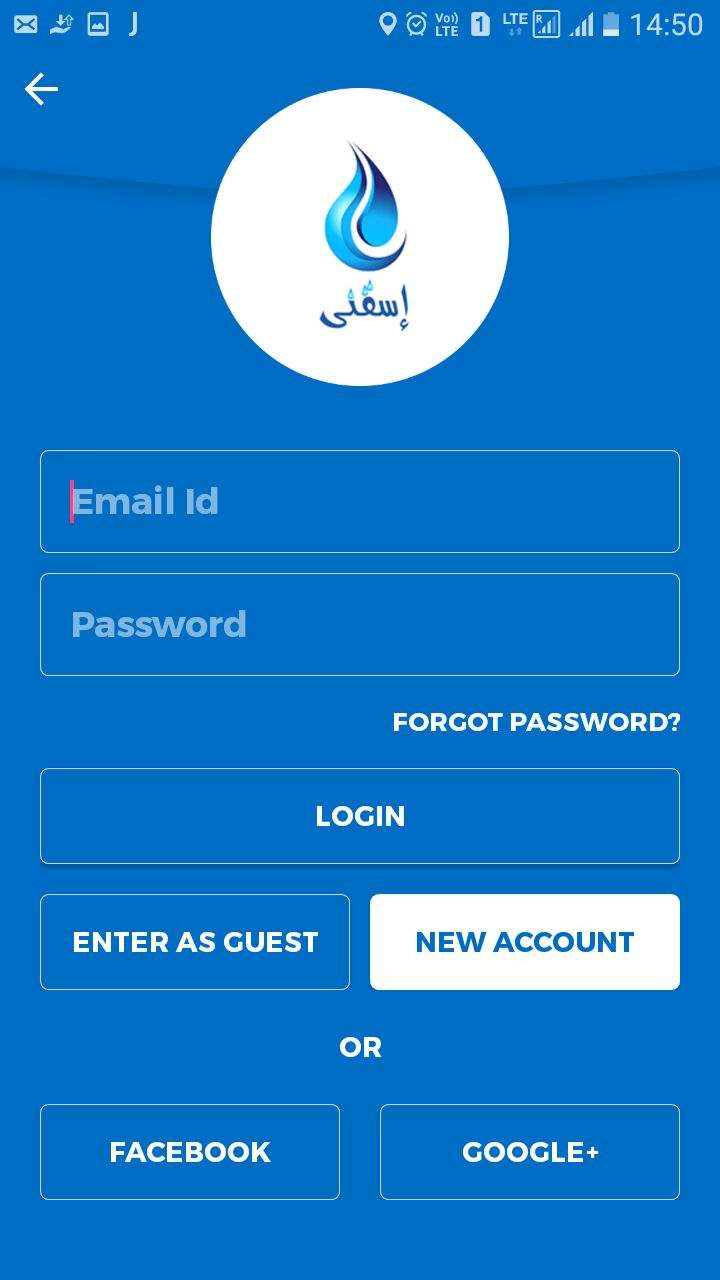 J Vo)) LTE 1 LTE R 14:50
إسقنى
Email Id
Password
FORGOT PASSWORD?
LOGIN
ENTER AS GUEST
NEW ACCOUNT
OR
FACEBOOK
GOOGLE+